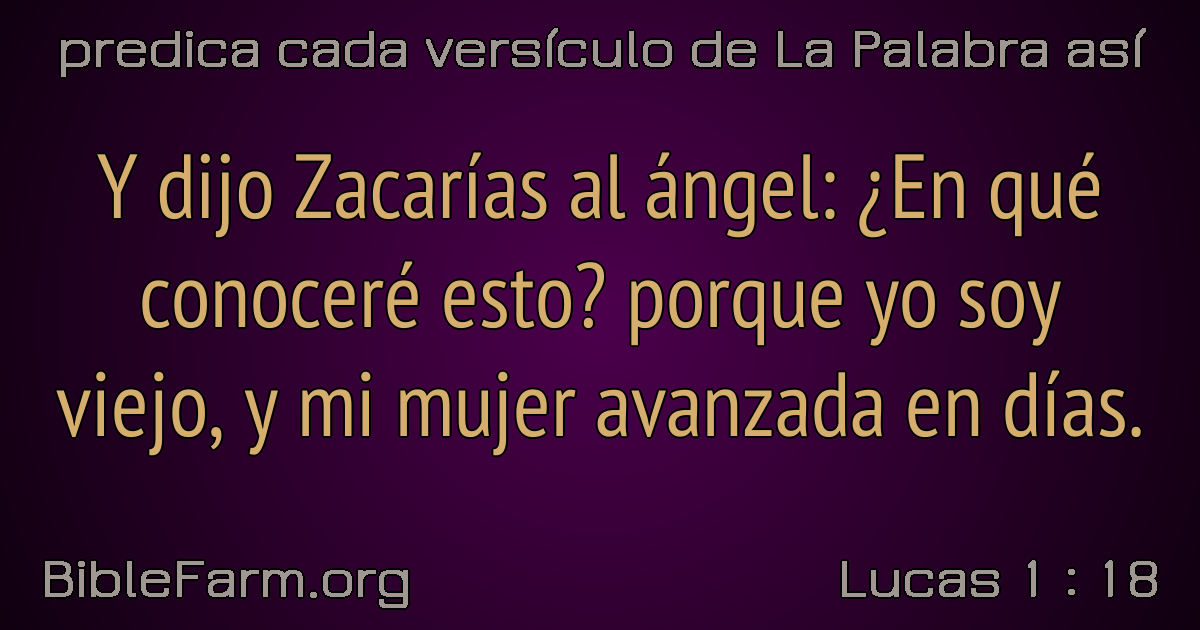 predica cada versículo de La Palabra así
Y dijo Zacarías al ángel: ¿En qué
conoceré esto? porque yo soy
viejo, y mi mujer avanzada en días.
BibleFarm.org
Lucas 1 : 18